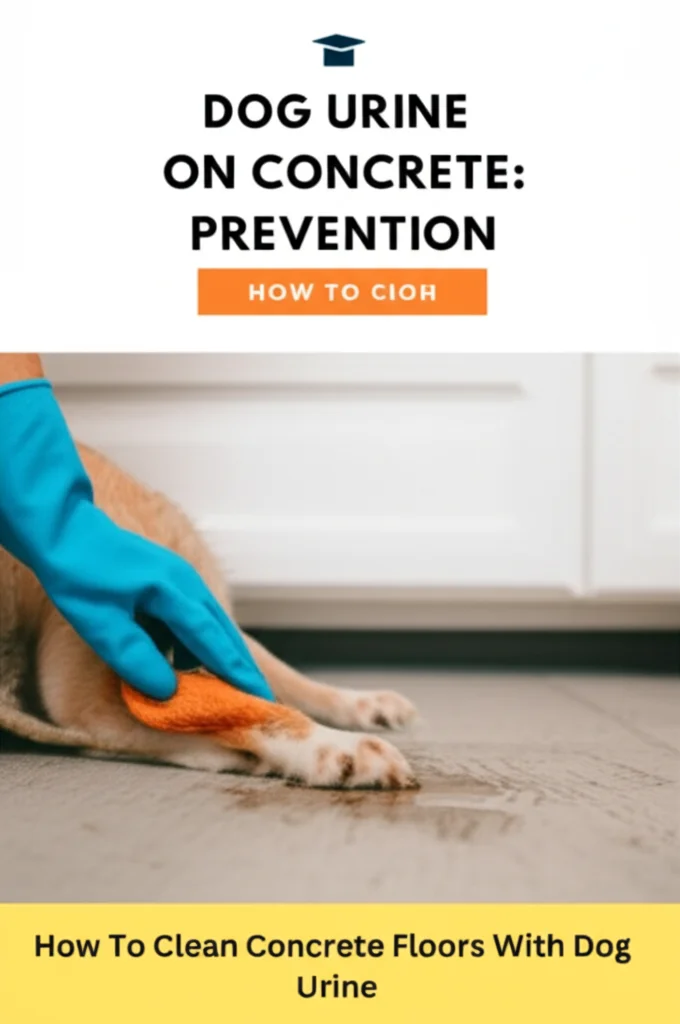 DOG URINE
ON CONCRETE:
PREVENTION
HOW TO CIOH
How To Clean Concrete Floors With Dog
Urine